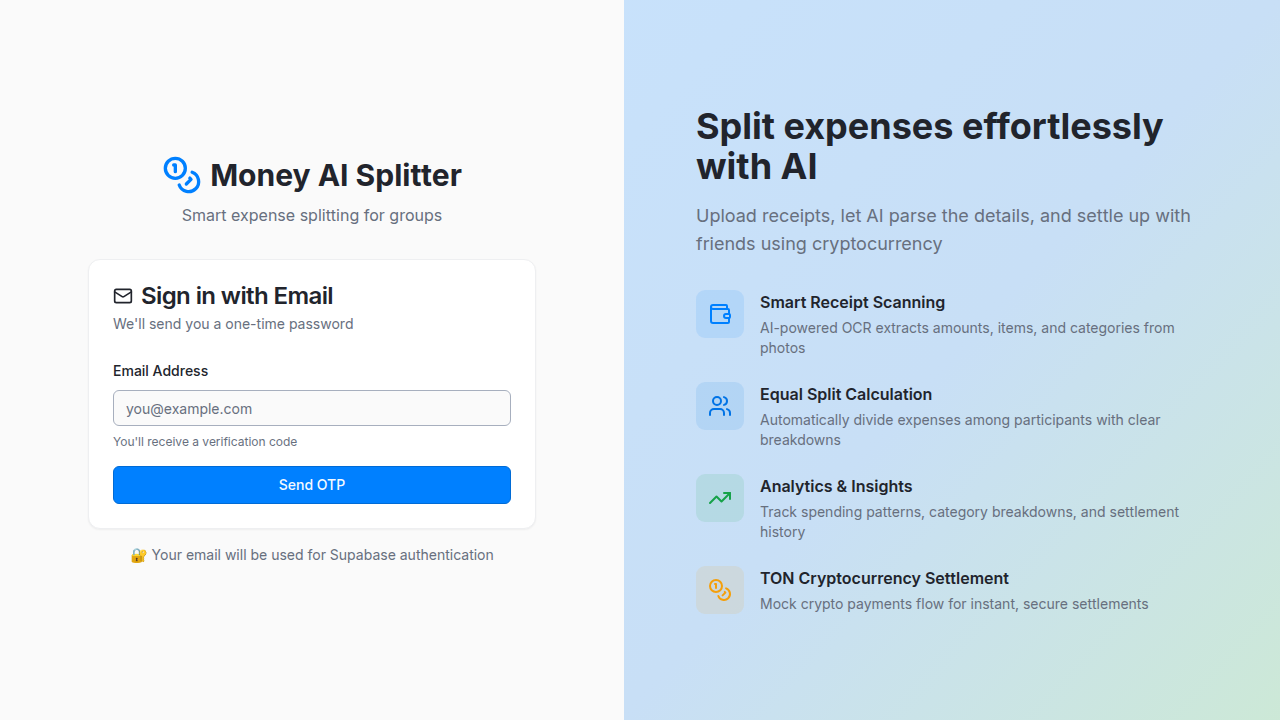 Money AI Splitter
Smart expense splitting for groups
Sign in with Email
We'll send you a one-time password
Email Address
you@example.com
You'll receive a verification code
Send OTP
🔐 Your email will be used for Supabase authentication
Split expenses effortlessly
with AI
Upload receipts, let AI parse the details, and settle up with
friends using cryptocurrency
Smart Receipt Scanning
AI-powered OCR extracts amounts, items, and categories from
photos
Equal Split Calculation
Automatically divide expenses among participants with clear
breakdowns
Analytics & Insights
Track spending patterns, category breakdowns, and settlement
history
TON Cryptocurrency Settlement
Mock crypto payments flow for instant, secure settlements